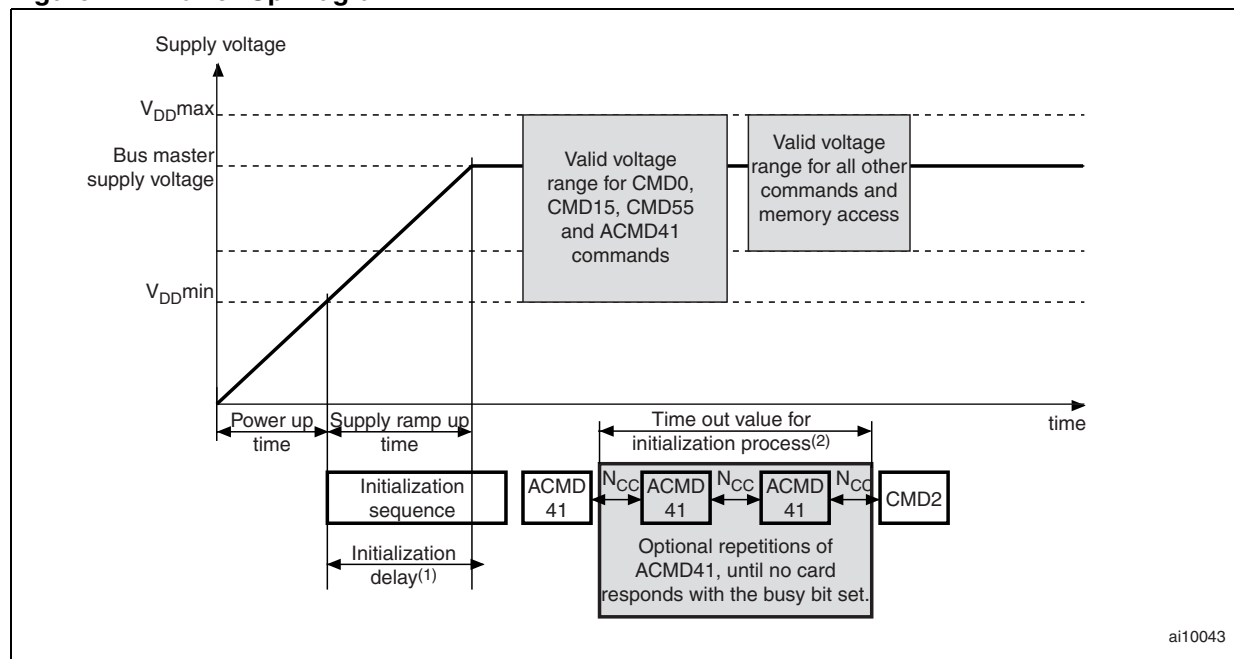 Supply voltage
V_DDmax
Bus master
supply voltage
V_DDmin
Valid voltage
range for CMD0,
CMD15, CMD55
and ACMD41
commands
Valid voltage
range for all other
commands and
memory access
Power up
time
Supply ramp up
time
Time out value for
initialization process(2)
time
Initialization
sequence
ACMD
41
N_CC
ACMD
41
N_CC
ACMD
41
N_CC
CMD2
Initialization
delay(1)
Optional repetitions of
ACMD41, until no card
responds with the busy bit set.
ai10043